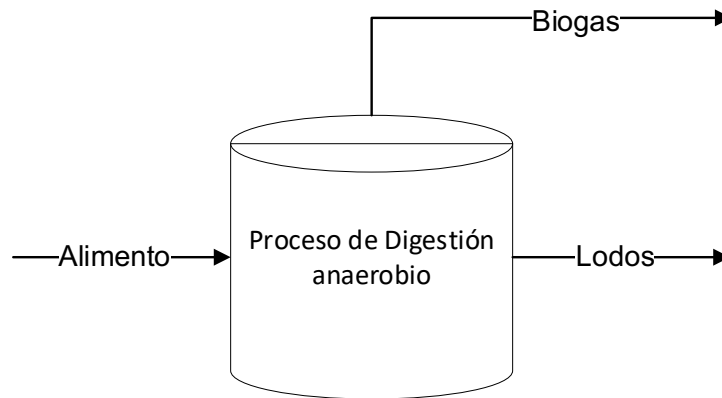 Biogas
Proceso de Digestión
anaerobio
Alimento
Lodos